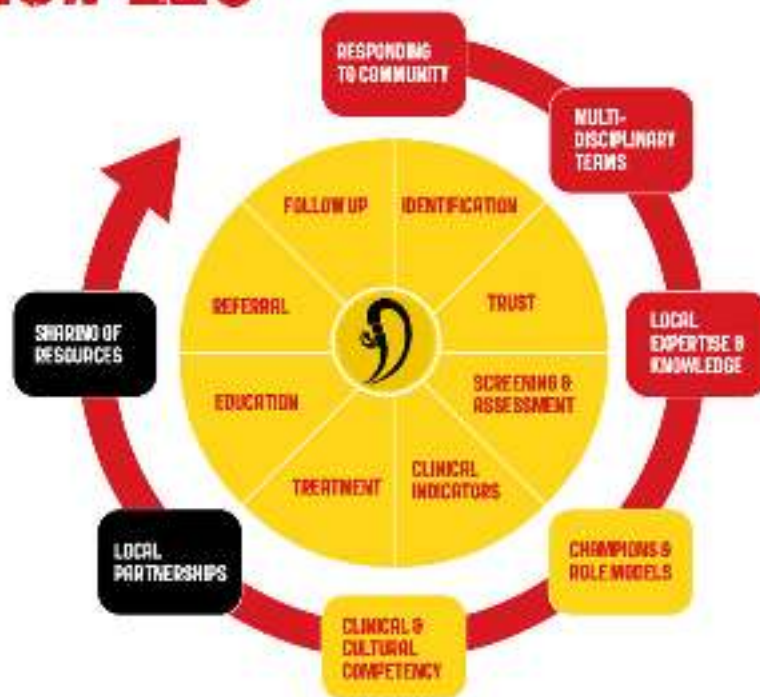 RESPONDING
TO COMMUNITY
MULTI-
DISCIPLINARY
TERMS
LOCAL
EXPERTISE &
KNOWLEDGE
CHAMPIONS &
ROLE MODELS
CLINICAL &
CULTURAL
COMPETENCY
LOCAL
PARTNERSHIPS
SHARING OF
RESOURCES
IDENTIFICATION
TRUST
SCREENING &
ASSESSMENT
CLINICAL
INDICATORS
TREATMENT
EDUCATION
REFERRAL
FOLLOW UP